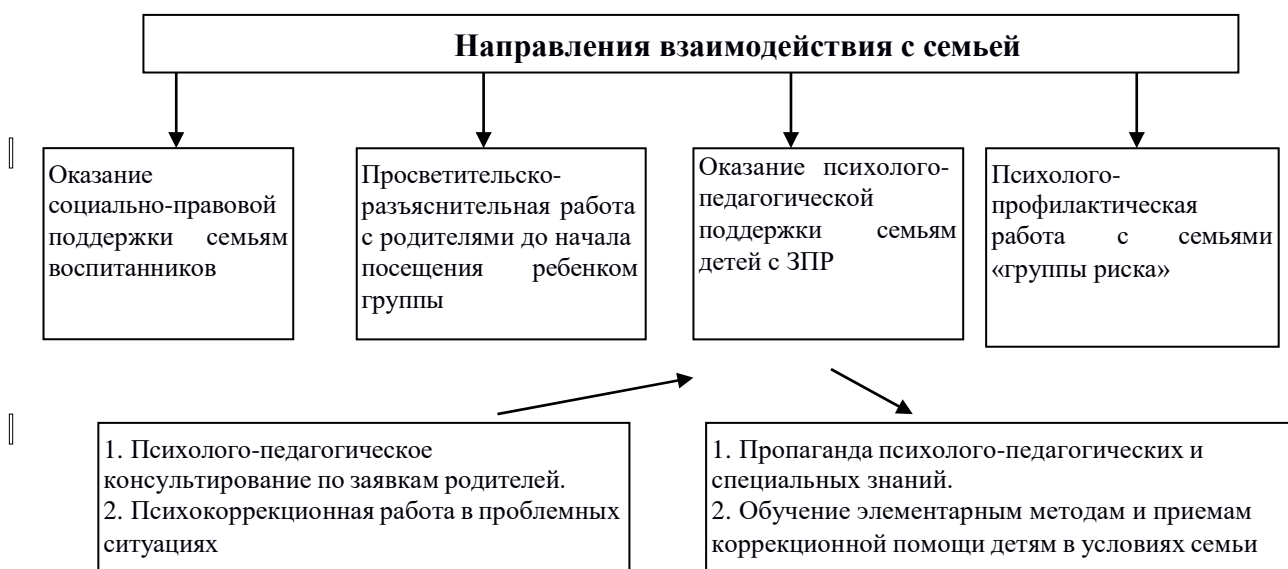 Направления взаимодействия с семьей
Оказание
социально-правовой
поддержки семьям
воспитанников
Просветительско-
разъяснительная работа
с родителями до начала
посещения ребенком
группы
Оказание психолого-
педагогической
поддержки семьям
детей с ЗПР
Психолого-
профилактическая
работа с семьями
«группы риска»
1. Психолого-педагогическое
консультирование по заявкам родителей.
2. Психокоррекционная работа в проблемных
ситуациях
1. Пропаганда психолого-педагогических и
специальных знаний.
2. Обучение элементарным методам и приемам
коррекционной помощи детям в условиях семьи